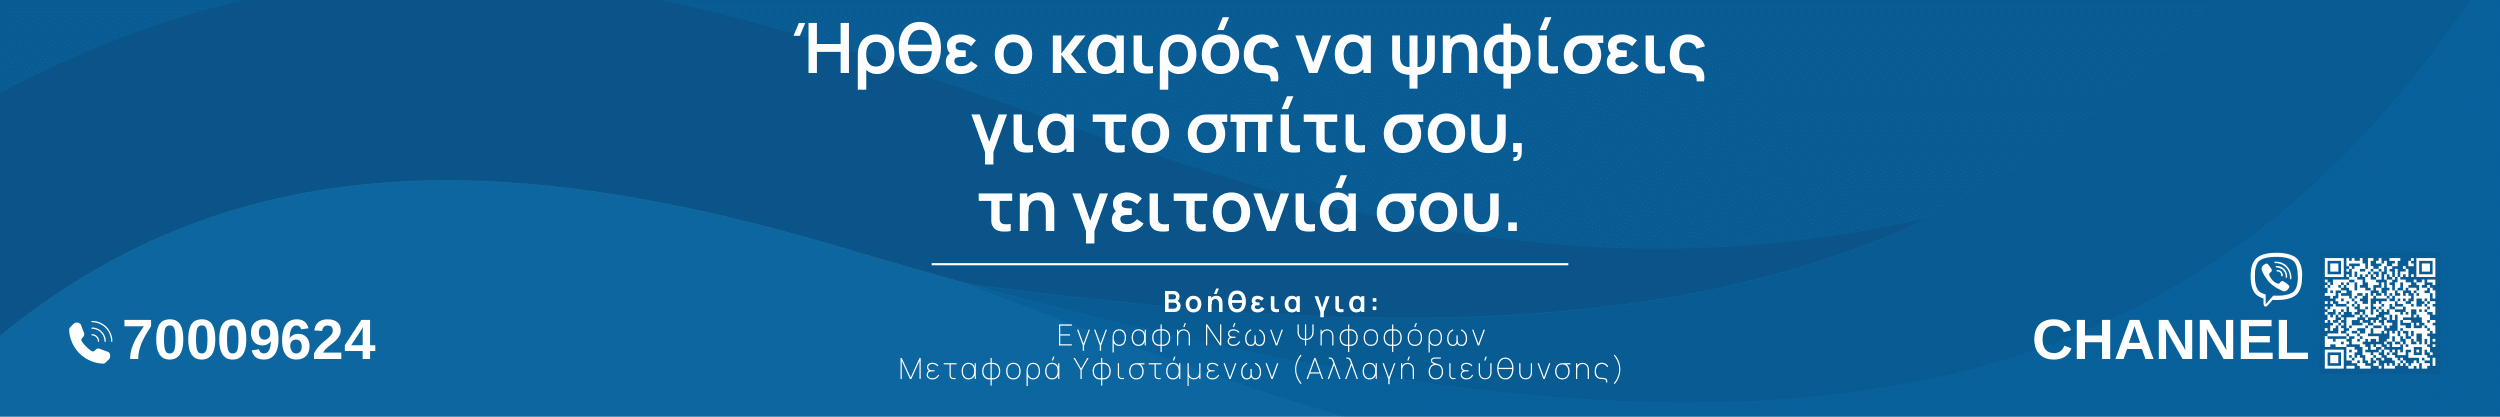 Ήρθε ο καιρός να ψηφίσεις
για το σπίτι σου,
τη γειτονιά σου.
Βοήθεια για:
Εγγραφή Νέων Ψηφοφόρων
Μεταφορά Υφιστάμενων (Αλλαγή διεύθυνσης)
70009624
CHANNEL